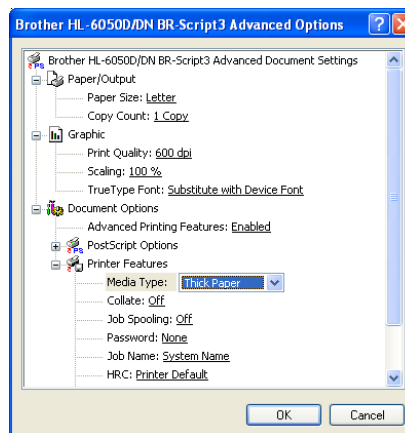 Brother HL-6050D/DN BR-Script3 Advanced Options
Brother HL-6050D/DN BR-Script3 Advanced Document Settings
Paper/Output
Paper Size: Letter
Copy Count: 1 Copy
Graphic
Print Quality: 600 dpi
Scaling: 100 %
TrueType Font: Substitute with Device Font
Document Options
Advanced Printing Features: Enabled
PostScript Options
Printer Features
Media Type: Thick Paper
Collate: Off
Job Spooling: Off
Password: None
Job Name: System Name
HRC: Printer Default
OK Cancel